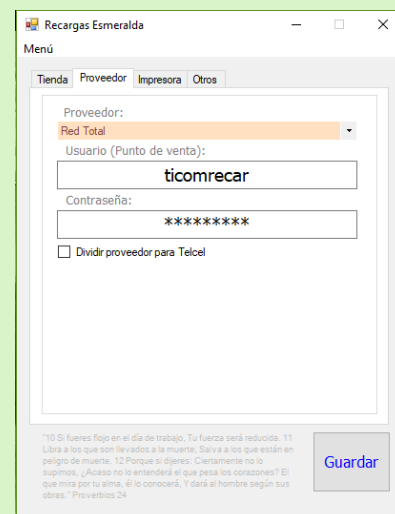 Recargas Esmeralda
Menú
Tienda Proveedor Impresora Otros
Proveedor:
Red Total
Usuario (Punto de venta):
ticomrecar
Contraseña:
*********
Dividir proveedor para Telcel
"10 Si fueres flojo en el día de trabajo, Tu fuerza será reducida. 11
Libra a los que son llevados a la muerte, Salva a los que están en
peligro de muerte. 12 Porque si dijeres: Ciertamente no lo
supimos, ¿Acaso no lo entenderá el que pesa los corazones? El
que mira por tu alma, él lo conocerá, Y dará al hombre según sus
obras." Proverbios 24
Guardar